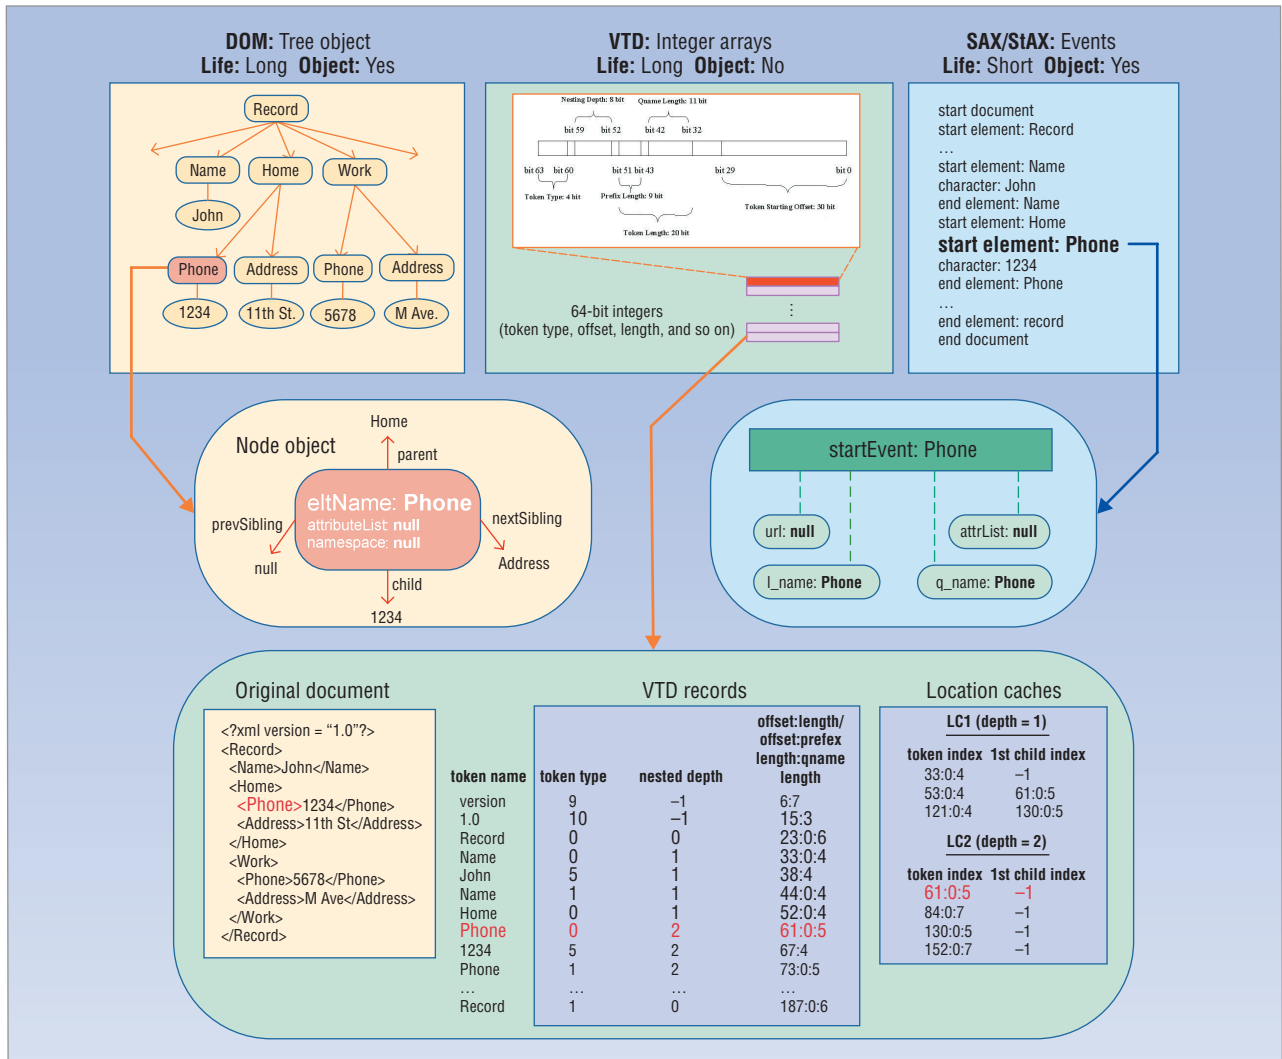 DOM: Tree object
Life: Long Object: Yes
Record
Name
Home
Work
John
Phone
Address
Phone
Address
1234
11th St.
5678
M Ave.
VTD: Integer arrays
Life: Long Object: No
Nesting Depth: 8 bit
Qname Length: 11 bit
bit 59
bit 52
bit 42
bit 32
bit 63
bit 60
bit 51
bit 43
bit 29
bit 0
Token Type: 4 bit
Prefix Length: 9 bit
Token Starting Offset: 30 bit
Token Length: 20 bit
64-bit integers
(token type, offset, length, and so on)
⋮
SAX/StAX: Events
Life: Short Object: Yes
start document
start element: Record
…
start element: Name
character: John
end element: Name
start element: Home
start element: Phone
character: 1234
end element: Phone
…
end element: record
end document
Node object
Home
parent
eltName: Phone
attributeList: null
namespace: null
prevSibling
null
nextSibling
Address
child
1234
startEvent: Phone
url: null
attrList: null
l_name: Phone
q_name: Phone
Original document
<?xml version = “1.0”?>
<Record>
<Name>John</Name>
<Home>
<Phone>1234</Phone>
<Address>11th St</Address>
</Home>
<Work>
<Phone>5678</Phone>
<Address>M Ave</Address>
</Work>
</Record>
VTD records
token name token type nested depth offset:length/
offset:prefex
length:qname
length
version 9 –1 6:7
1.0 10 –1 15:3
Record 0 0 23:0:6
Name 0 1 33:0:4
John 5 1 38:4
Name 1 1 44:0:4
Home 0 1 52:0:4
Phone 0 2 61:0:5
1234 5 2 67:4
Phone 1 2 73:0:5
… … … …
Record 1 0 187:0:6
Location caches
LC1 (depth = 1)
token index 1st child index
33:0:4 –1
53:0:4 61:0:5
121:0:4 130:0:5
LC2 (depth = 2)
token index 1st child index
61:0:5 –1
84:0:7 –1
130:0:5 –1
152:0:7 –1